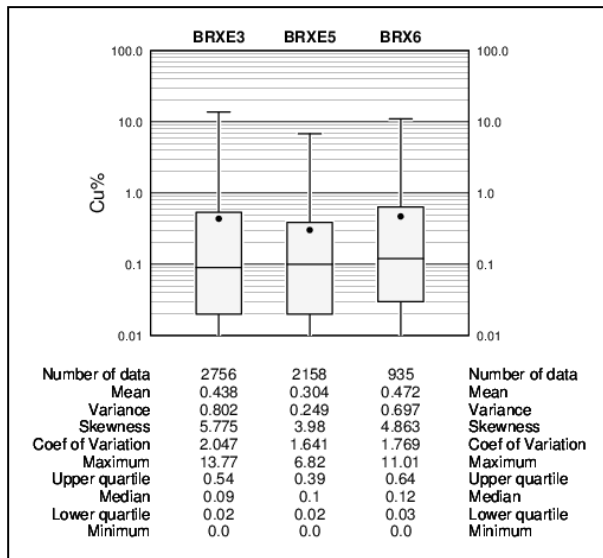 BRXE3 BRXE5 BRX6
100.0 100.0
10.0 10.0
Cu%
1.0 1.0
0.1 0.1
0.01 0.01
Number of data 2756 2158 935 Number of data
Mean 0.438 0.304 0.472 Mean
Variance 0.802 0.249 0.697 Variance
Skewness 5.775 3.98 4.863 Skewness
Coef of Variation 2.047 1.641 1.769 Coef of Variation
Maximum 13.77 6.82 11.01 Maximum
Upper quartile 0.54 0.39 0.64 Upper quartile
Median 0.09 0.1 0.12 Median
Lower quartile 0.02 0.02 0.03 Lower quartile
Minimum 0.0 0.0 0.0 Minimum